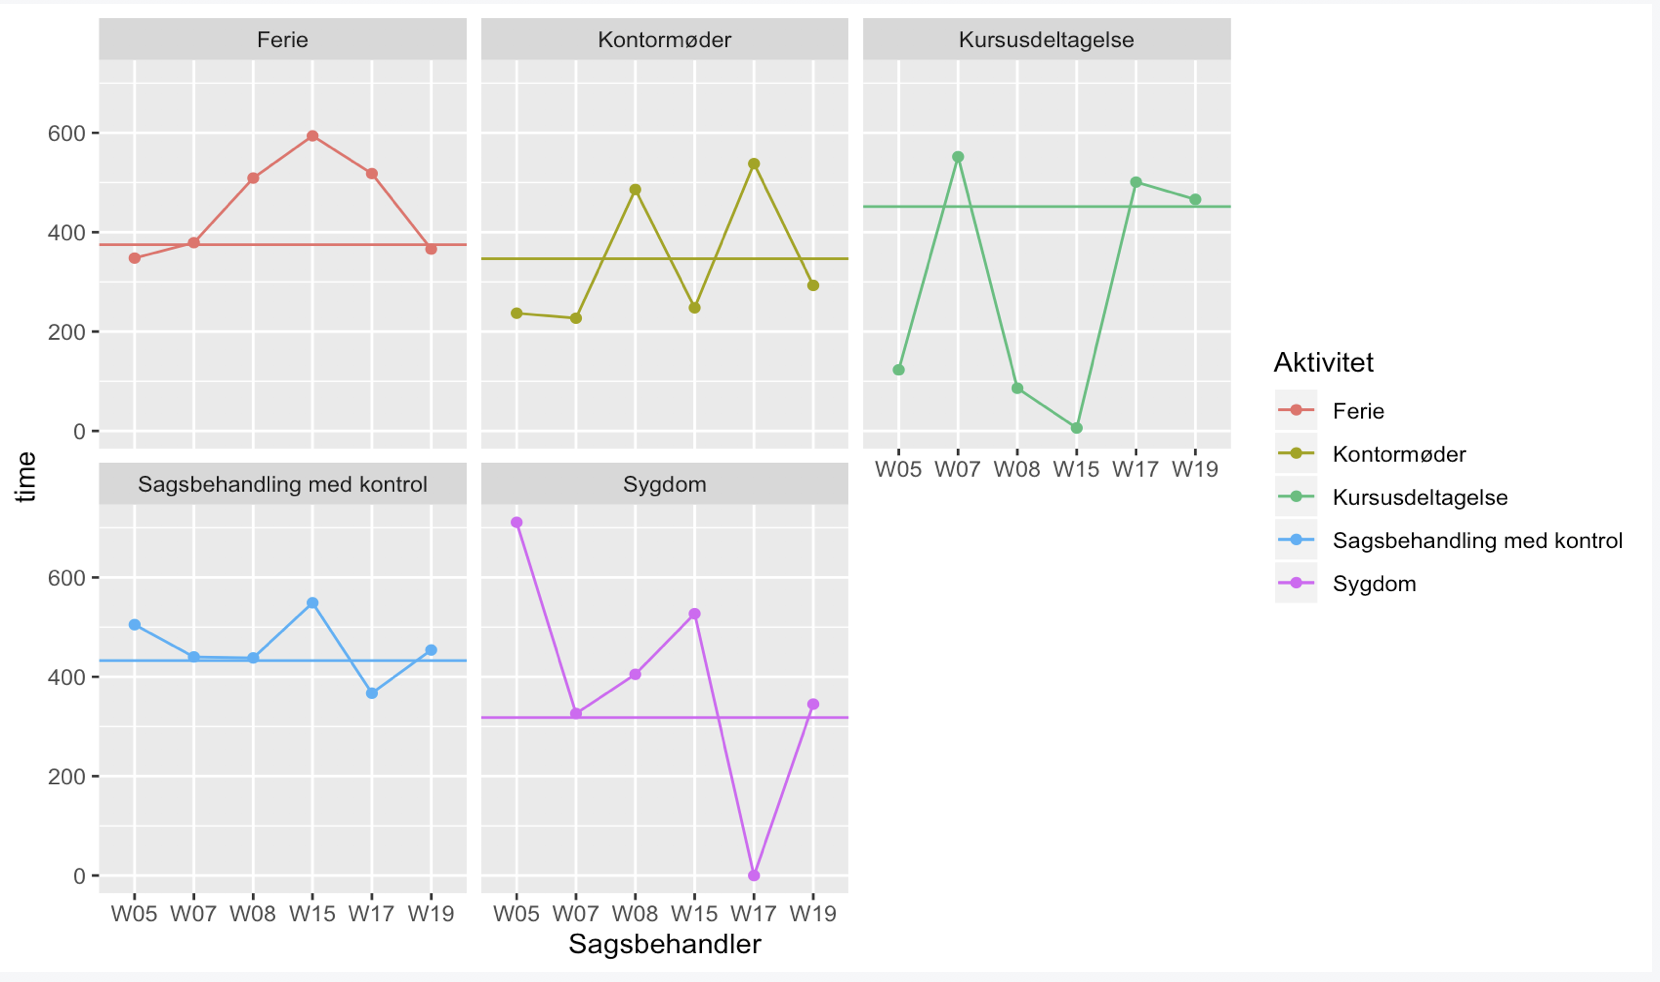 Ferie
Kontormøder
Kursusdeltagelse
600
400
200
0
W05 W07 W08 W15 W17 W19
time
Sagsbehandling med kontrol
Sygdom
600
400
200
0
W05 W07 W08 W15 W17 W19
W05 W07 W08 W15 W17 W19
Sagsbehandler
Aktivitet
Ferie
Kontormøder
Kursusdeltagelse
Sagsbehandling med kontrol
Sygdom